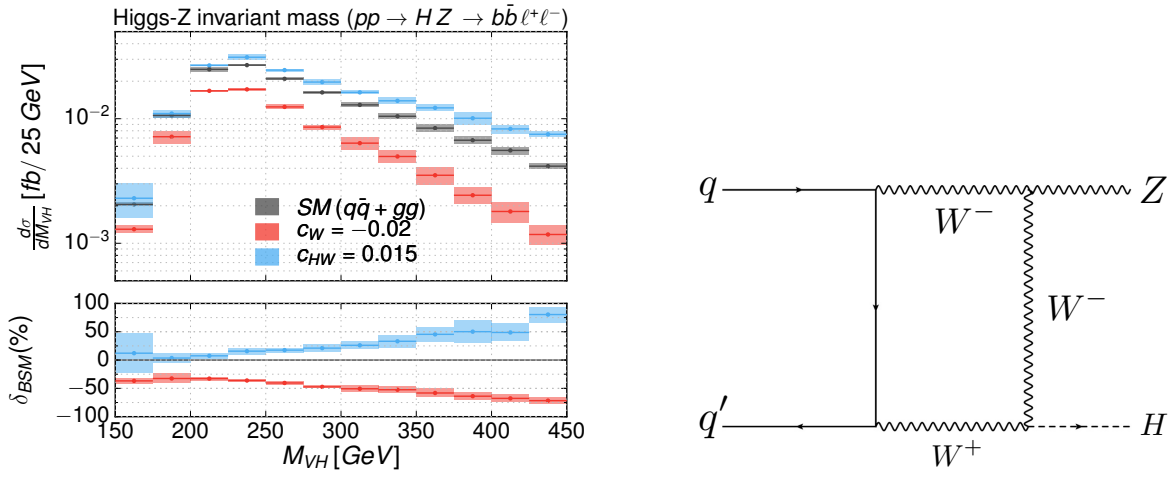 Higgs-Z invariant mass (pp → H Z → bb̄ ℓ⁺ℓ⁻)
dσ/dM_VH [fb/ 25 GeV]
10⁻²
10⁻³
SM (qq̄ + gg)
c_W = −0.02
c_HW = 0.015
δ_BSM(%)
100
50
0
−50
−100
150 200 250 300 350 400 450
M_VH [GeV]
q
Z
W⁻
W⁻
q′
W⁺
H